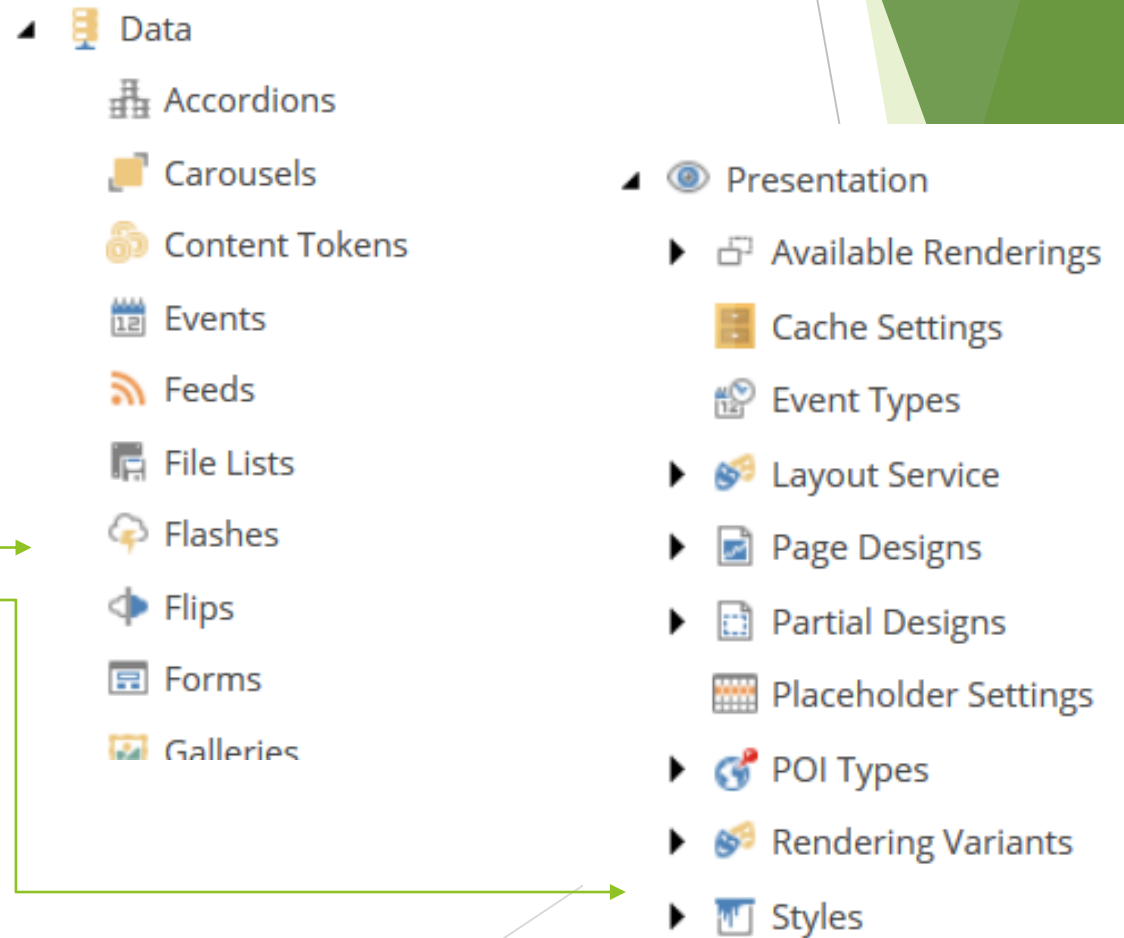 Data
Accordions
Carousels
Content Tokens
Events
Feeds
File Lists
Flashes
Flips
Forms
Galleries
Presentation
Available Renderings
Cache Settings
Event Types
Layout Service
Page Designs
Partial Designs
Placeholder Settings
POI Types
Rendering Variants
Styles